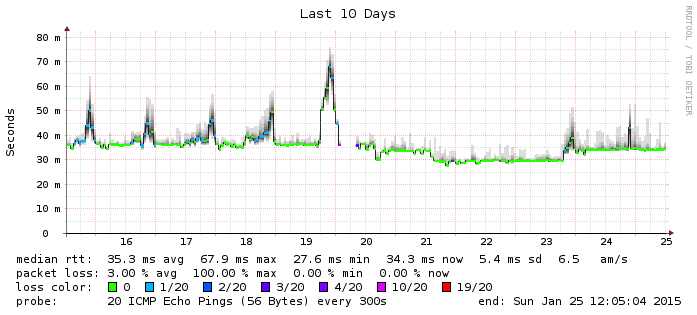 Last 10 Days
RRDTOOL / TOBI OETIKER
Seconds
80 m
70 m
60 m
50 m
40 m
30 m
20 m
10 m
0
16 17 18 19 20 21 22 23 24 25
median rtt: 35.3 ms avg 67.9 ms max 27.6 ms min 34.3 ms now 5.4 ms sd 6.5 am/s
packet loss: 3.00 % avg 100.00 % max 0.00 % min 0.00 % now
loss color: 0 1/20 2/20 3/20 4/20 10/20 19/20
probe: 20 ICMP Echo Pings (56 Bytes) every 300s end: Sun Jan 25 12:05:04 2015